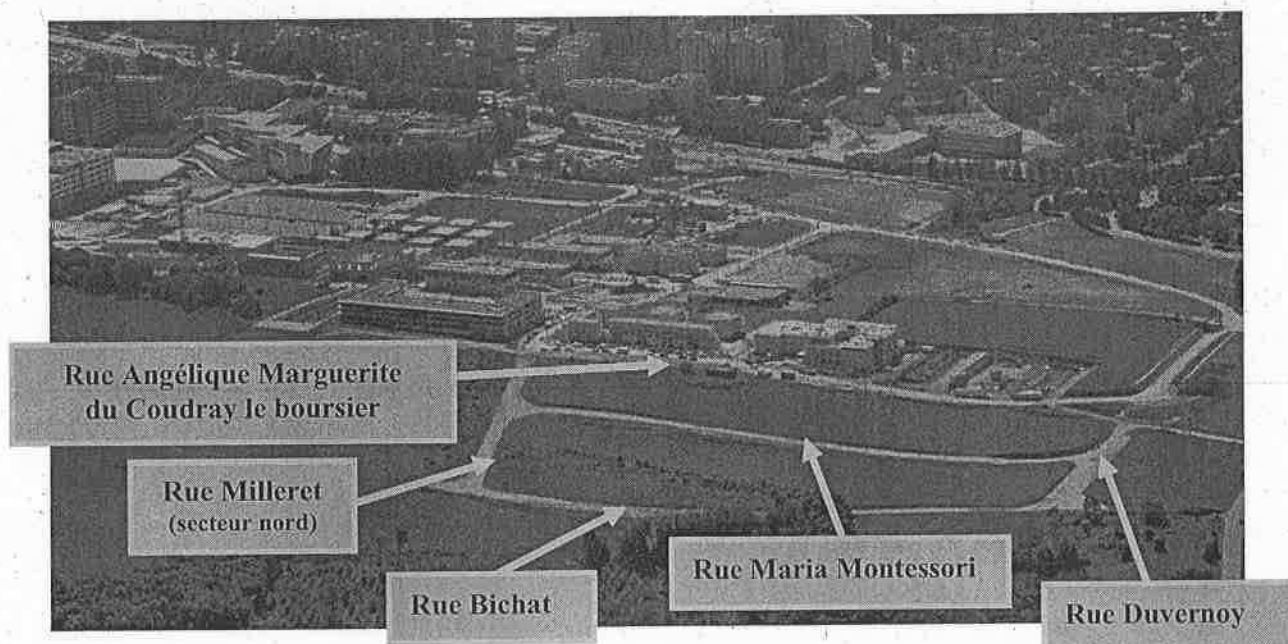 Rue Angélique Marguerite
du Coudray le boursier
Rue Milleret
(secteur nord)
Rue Bichat
Rue Maria Montessori
Rue Duvernoy